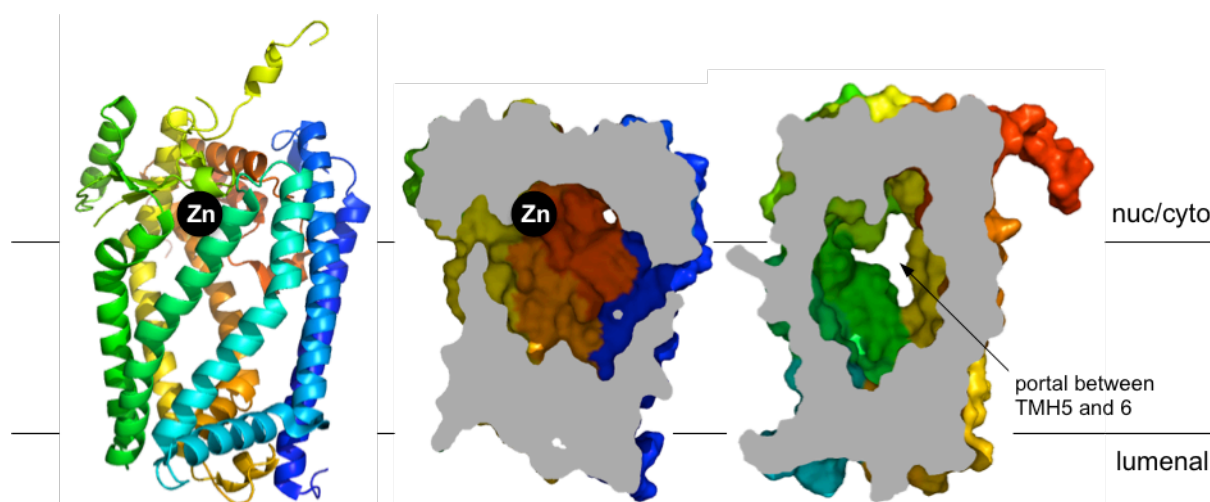 Zn
Zn
nuc/cyto
portal between
TMH5 and 6
lumenal